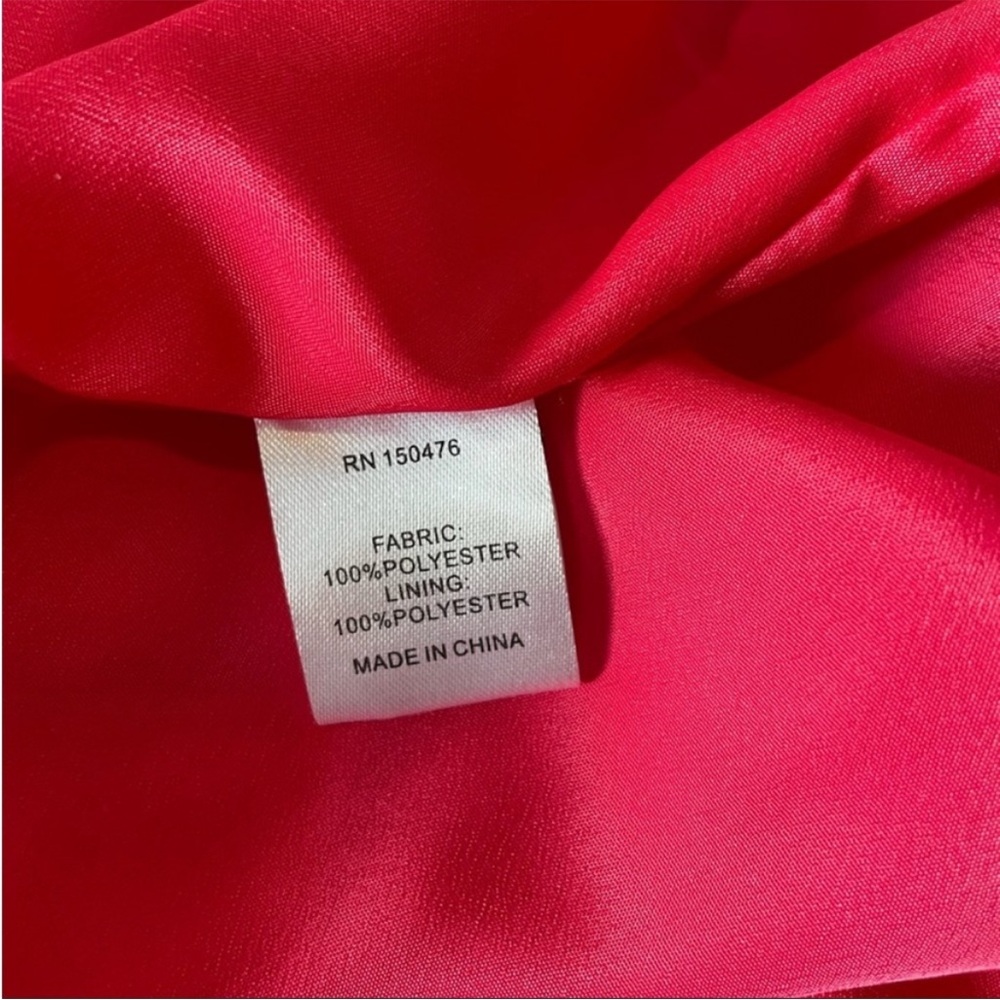 RN 150476
FABRIC:
100%POLYESTER
LINING:
100%POLYESTER
MADE IN CHINA